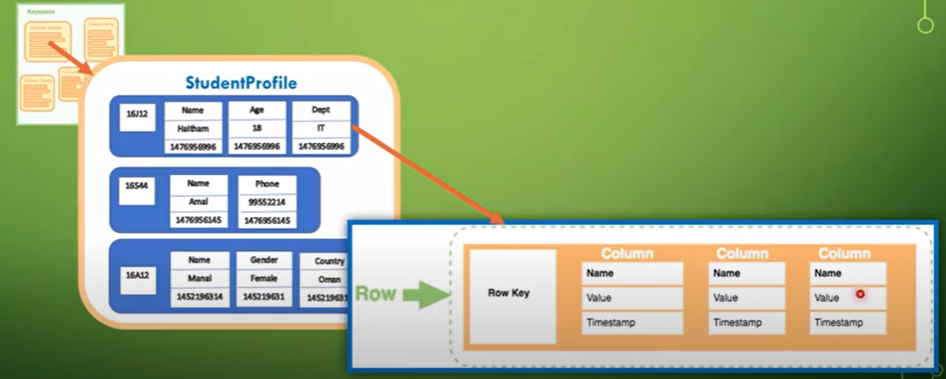 Keyspace
StudentProfile
16J12
Name Age Dept
Haitham 18 IT
1476956996 1476956996 1476956996
16S44
Name Phone
Amal 99552214
1476956145 1476956145
16A12
Name Gender Country
Manal Female Oman
1452196314 145219631 145219631
Row
Row Key
Column Column Column
Name Name Name
Value Value Value
Timestamp Timestamp Timestamp